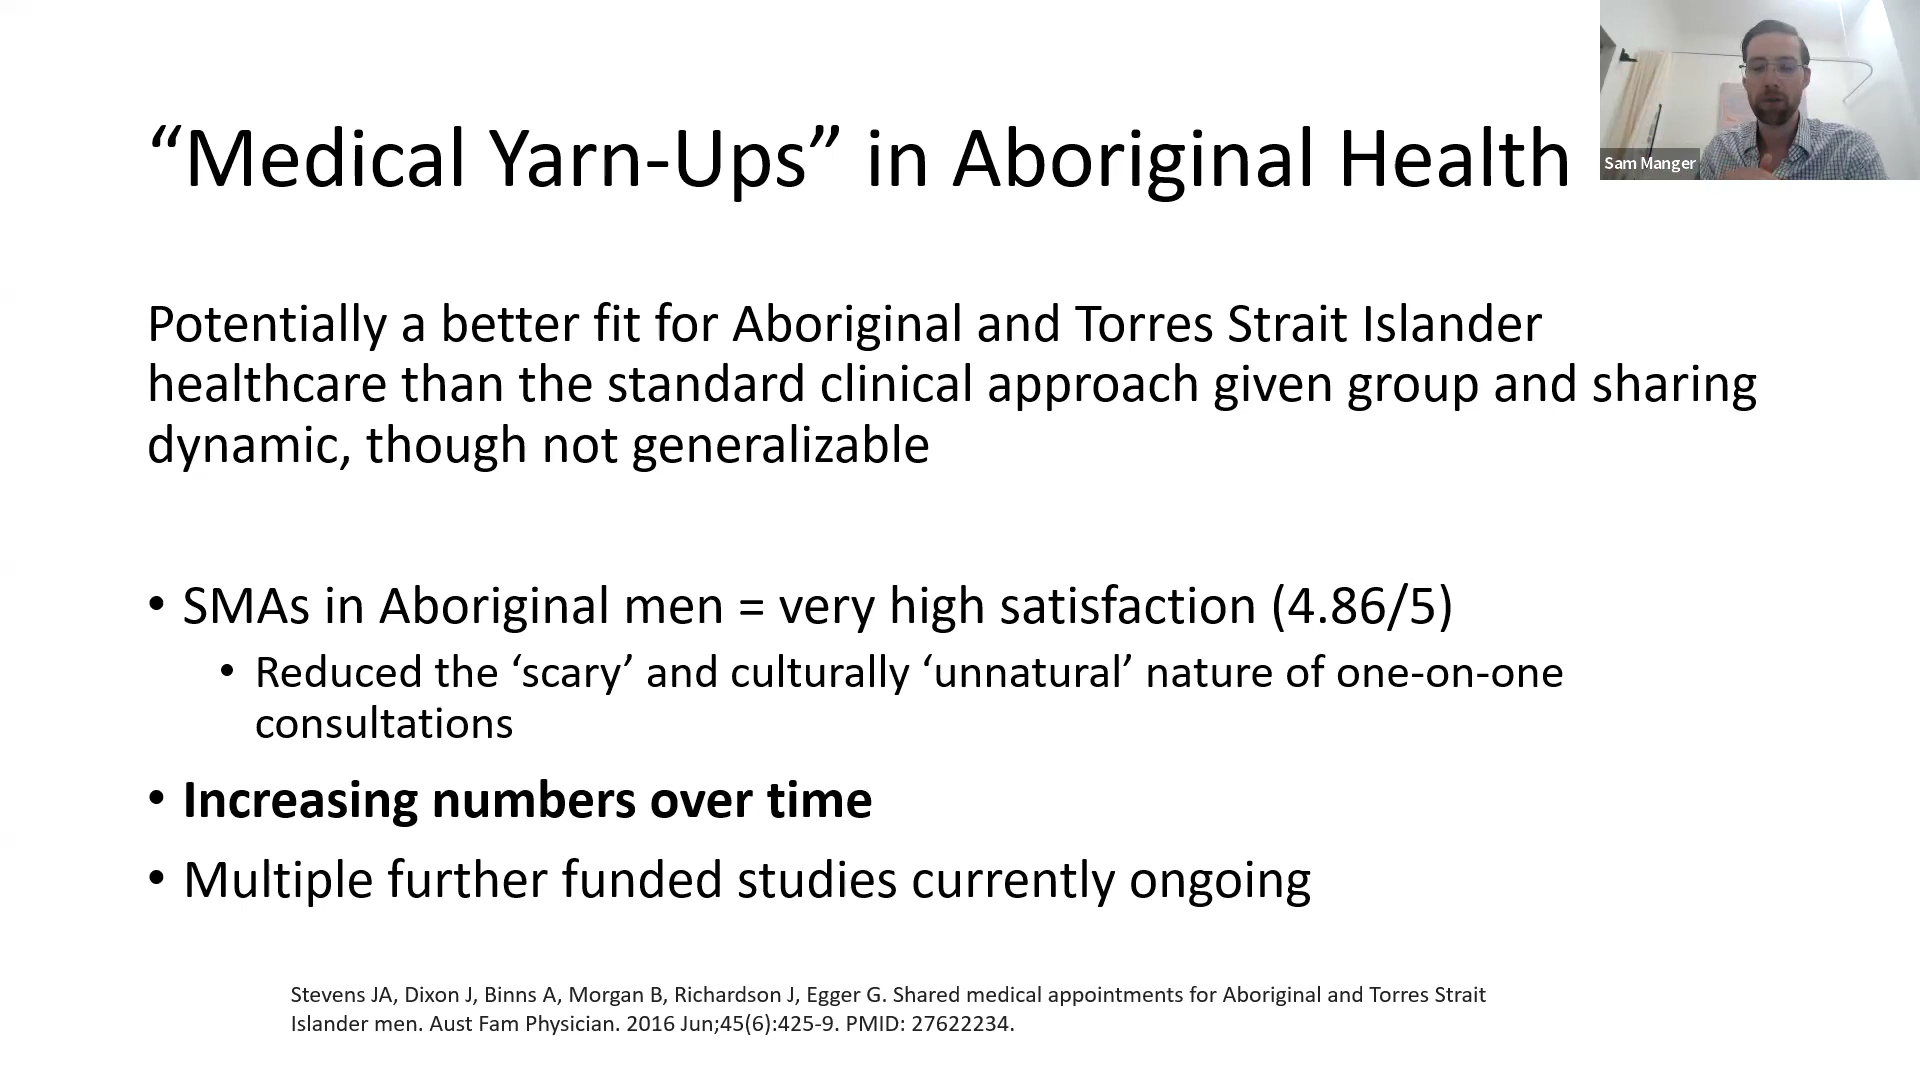 “Medical Yarn-Ups” in Aboriginal Health
Sam Manger
Potentially a better fit for Aboriginal and Torres Strait Islander
healthcare than the standard clinical approach given group and sharing
dynamic, though not generalizable
• SMAs in Aboriginal men = very high satisfaction (4.86/5)
• Reduced the ‘scary’ and culturally ‘unnatural’ nature of one-on-one
consultations
• Increasing numbers over time
• Multiple further funded studies currently ongoing
Stevens JA, Dixon J, Binns A, Morgan B, Richardson J, Egger G. Shared medical appointments for Aboriginal and Torres Strait
Islander men. Aust Fam Physician. 2016 Jun;45(6):425-9. PMID: 27622234.